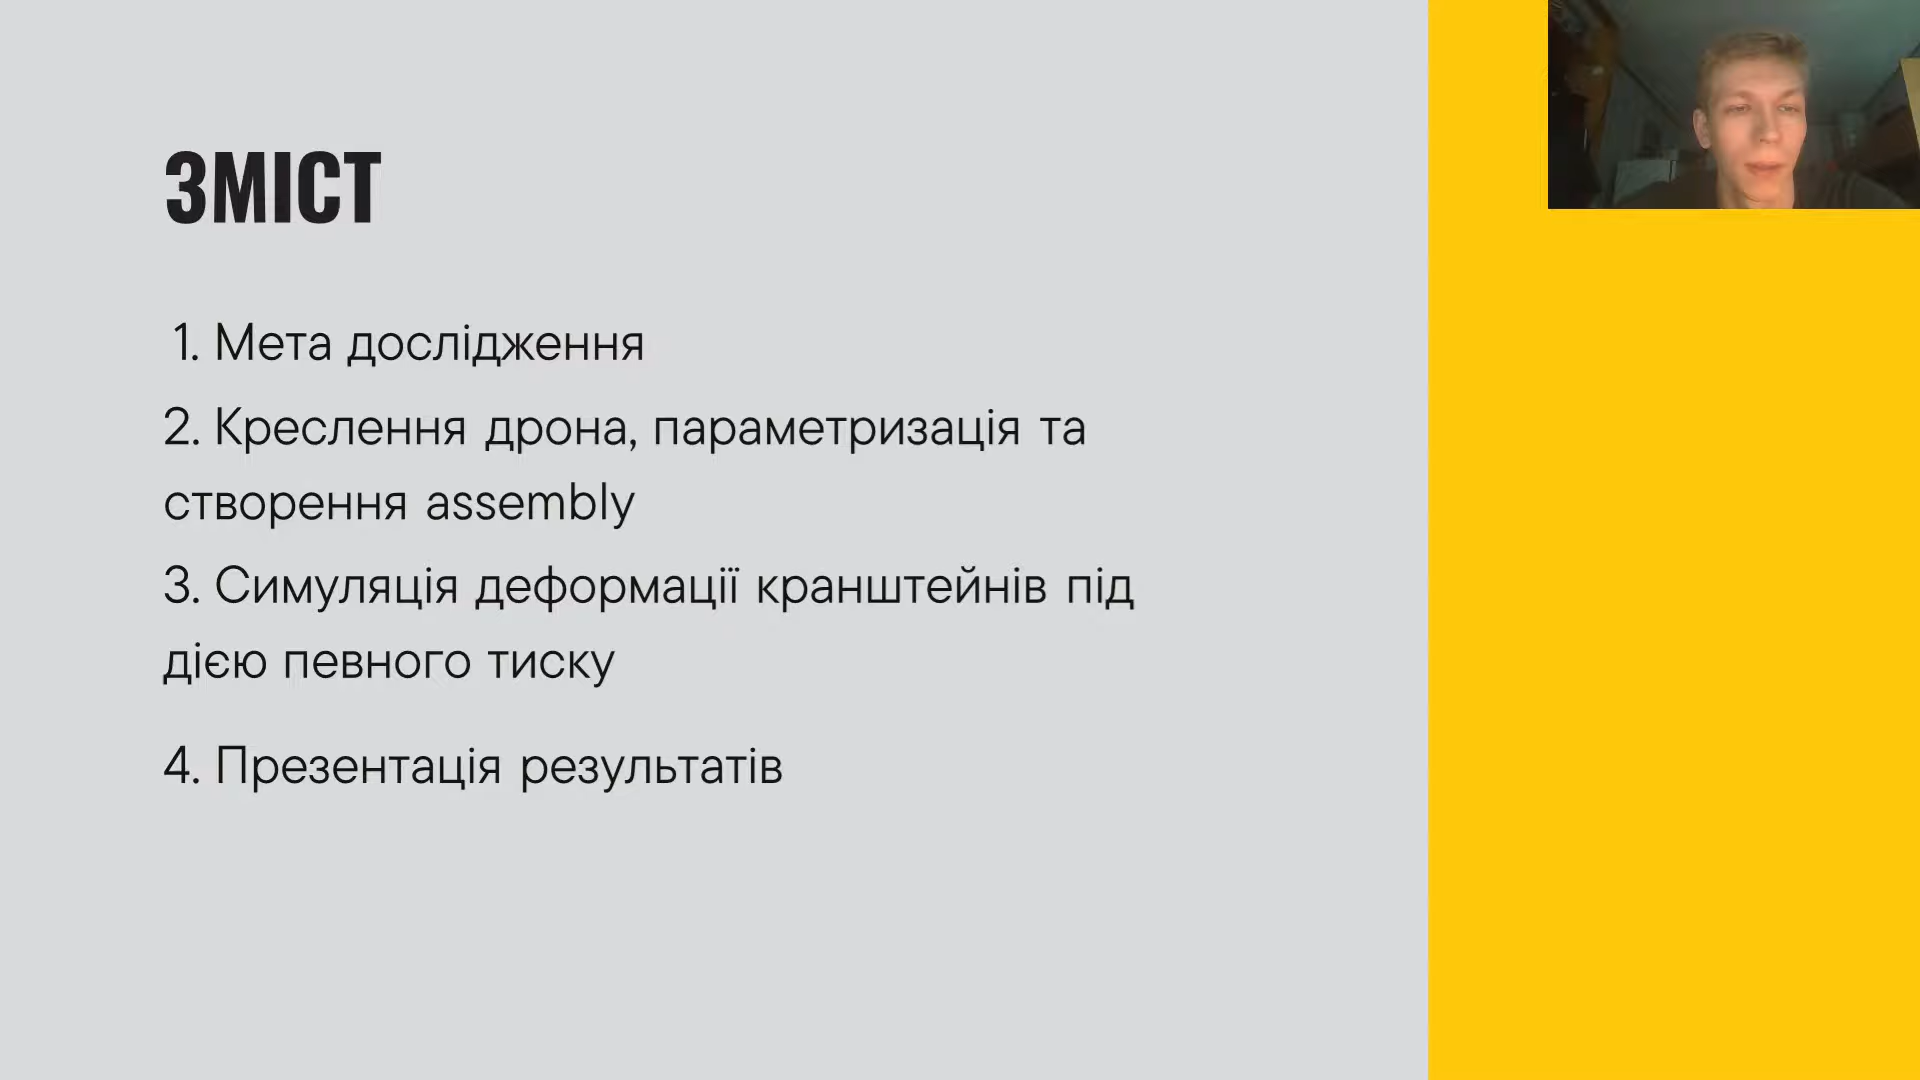 ЗМІСТ
1. Мета дослідження
2. Креслення дрона, параметризація та
створення assembly
3. Симуляція деформації кранштейнів під
дією певного тиску
4. Презентація результатів